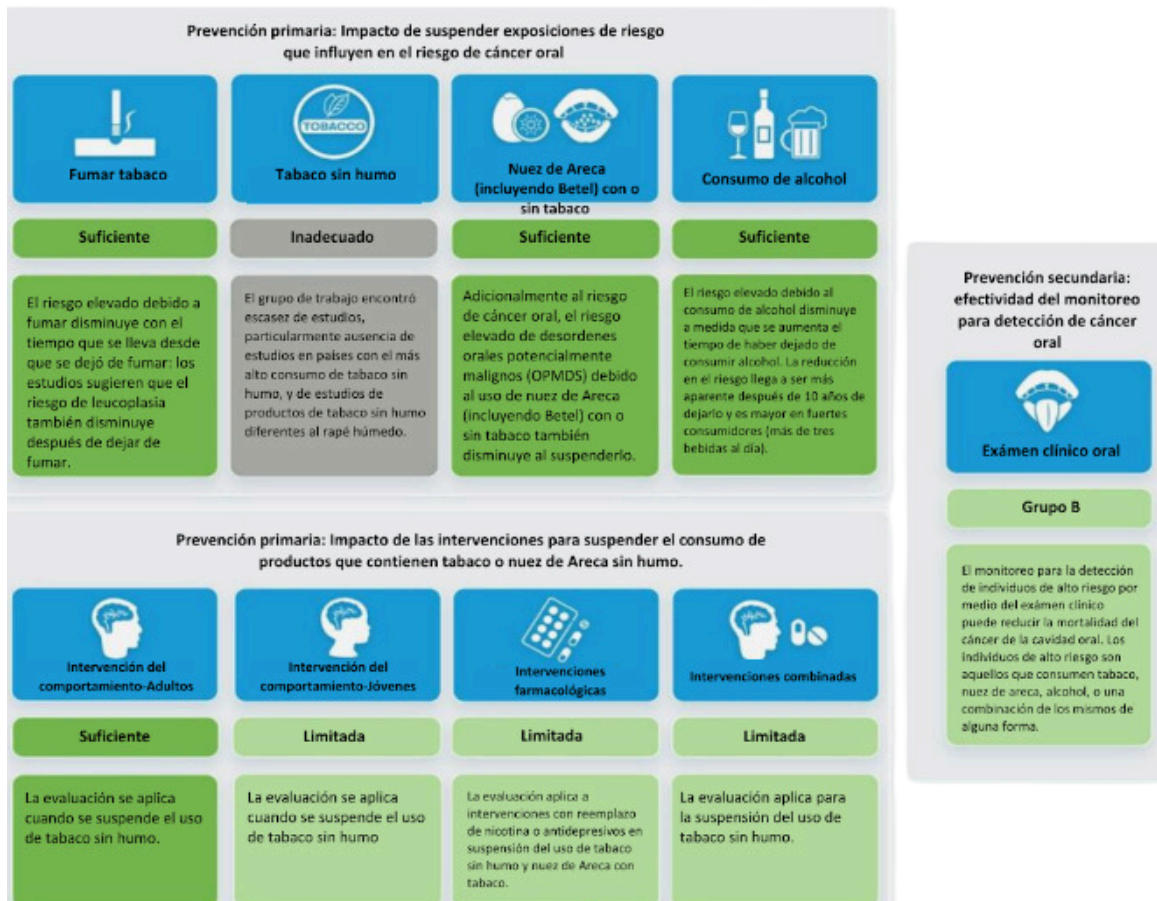 Prevención primaria: Impacto de suspender exposiciones de riesgo
que influyen en el riesgo de cáncer oral
Fumar tabaco
TOBACCO
Tabaco sin humo
Nuez de Areca
(incluyendo Betel) con o
sin tabaco
Consumo de alcohol
Suficiente
Inadecuado
Suficiente
Suficiente
El riesgo elevado debido a
fumar disminuye con el
tiempo que se lleva desde
que se dejó de fumar: los
estudios sugieren que el
riesgo de leucoplasia
también disminuye
después de dejar de
fumar.
El grupo de trabajo encontró
escasez de estudios,
particularmente ausencia de
estudios en países con el más
alto consumo de tabaco sin
humo, y de estudios de
productos de tabaco sin humo
diferentes al rapé húmedo.
Adicionalmente al riesgo
de cáncer oral, el riesgo
elevado de desordenes
orales potencialmente
malignos (OPMDS) debido
al uso de nuez de Areca
(incluyendo Betel) con o
sin tabaco también
disminuye al suspenderlo.
El riesgo elevado debido al
consumo de alcohol disminuye
a medida que se aumenta el
tiempo de haber dejado de
consumir alcohol. La reducción
en el riesgo llega a ser más
aparente después de 10 años de
dejarlo y es mayor en fuertes
consumidores (más de tres
bebidas al día).
Prevención primaria: Impacto de las intervenciones para suspender el consumo de
productos que contienen tabaco o nuez de Areca sin humo.
Intervención del
comportamiento-Adultos
Intervención del
comportamiento-Jóvenes
Intervenciones
farmacológicas
Intervenciones combinadas
Suficiente
Limitada
Limitada
Limitada
La evaluación se aplica
cuando se suspende el uso
de tabaco sin humo.
La evaluación se aplica
cuando se suspende el uso
de tabaco sin humo
La evaluación aplica a
intervenciones con reemplazo
de nicotina o antidepresivos en
suspensión del uso de tabaco
sin humo y nuez de Areca con
tabaco.
La evaluación aplica para
la suspensión del uso de
tabaco sin humo.
Prevención secundaria:
efectividad del monitoreo
para detección de cáncer
oral
Exámen clínico oral
Grupo B
El monitoreo para la detección
de individuos de alto riesgo por
medio del exámen clínico
puede reducir la mortalidad del
cáncer de la cavidad oral. Los
individuos de alto riesgo son
aquellos que consumen tabaco,
nuez de areca, alcohol, o una
combinación de los mismos de
alguna forma.